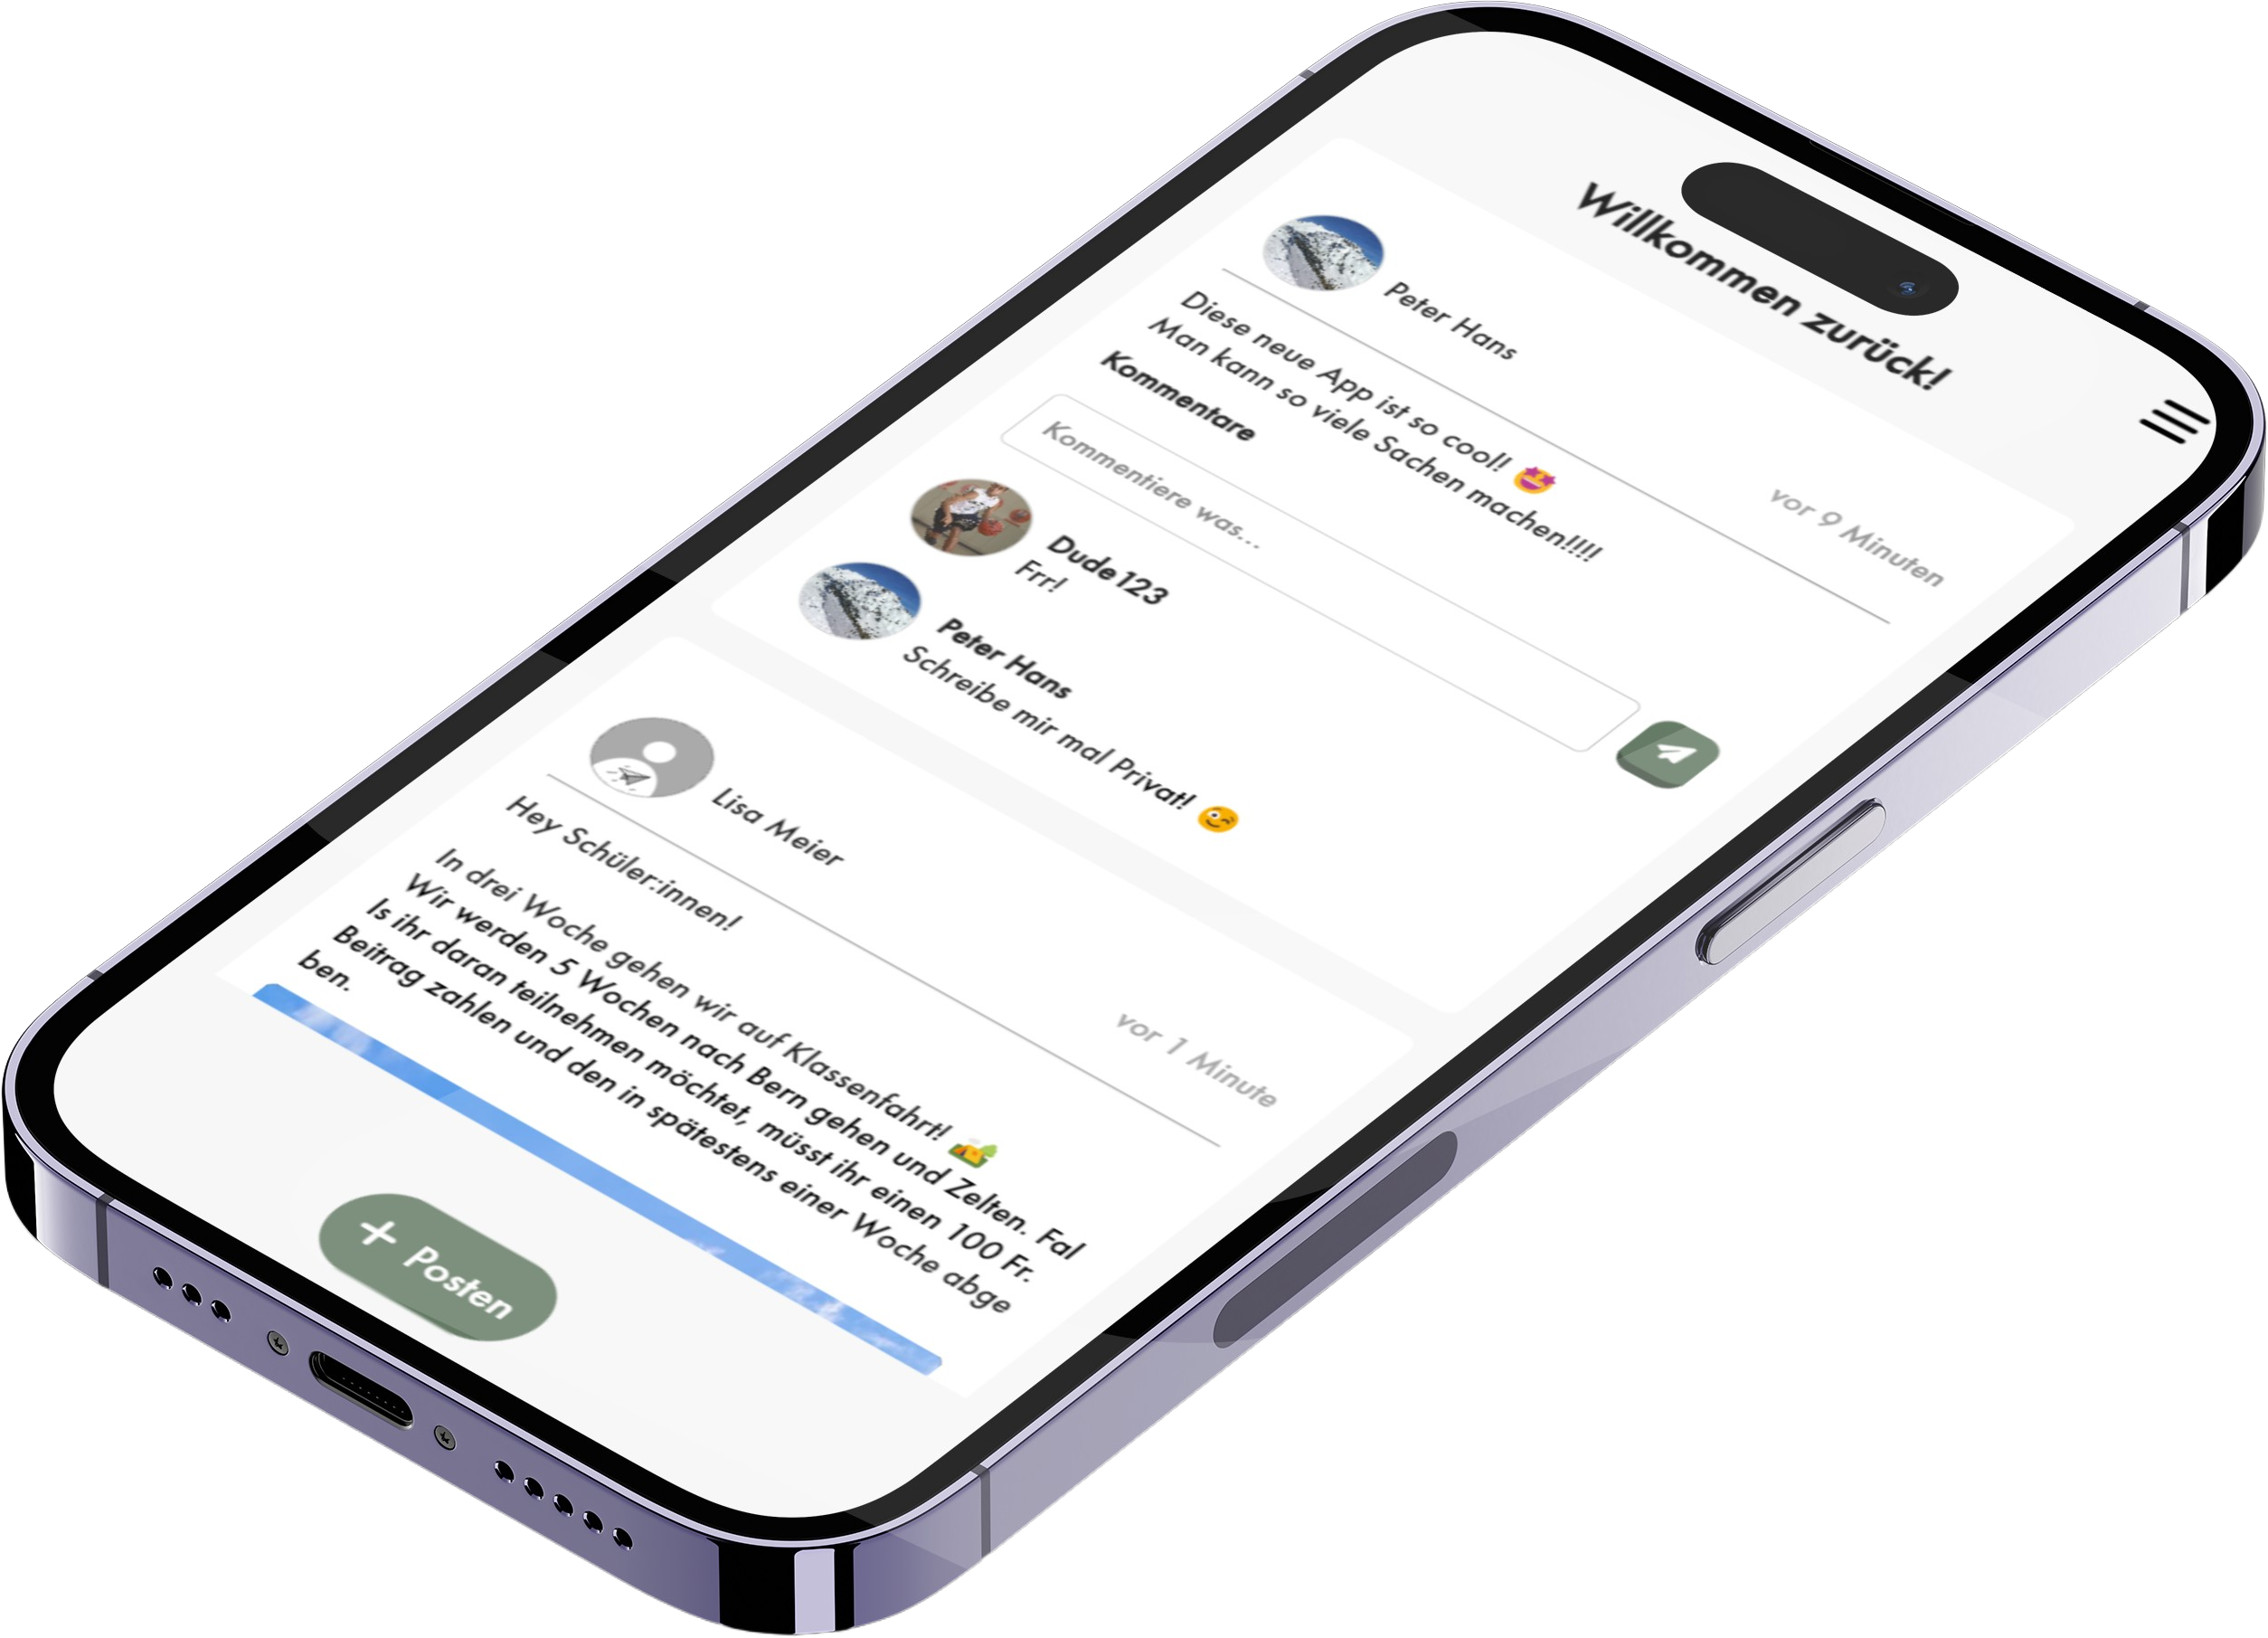 Willkommen zurück!
Peter Hans
vor 9 Minuten
Diese neue App ist so cool! 🤩
Man kann so viele Sachen machen!!!!
Kommentare
Kommentiere was...
Dude123
Frr!
Peter Hans
Schreibe mir mal Privat! 😉
Lisa Meier
vor 1 Minute
Hey Schüler:innen!
In drei Woche gehen wir auf Klassenfahrt! 🏕️
Wir werden 5 Wochen nach Bern gehen und Zelten. Fal
ls ihr daran teilnehmen möchtet, müsst ihr einen 100 Fr.
Beitrag zahlen und den in spätestens einer Woche abge
ben.
+ Posten